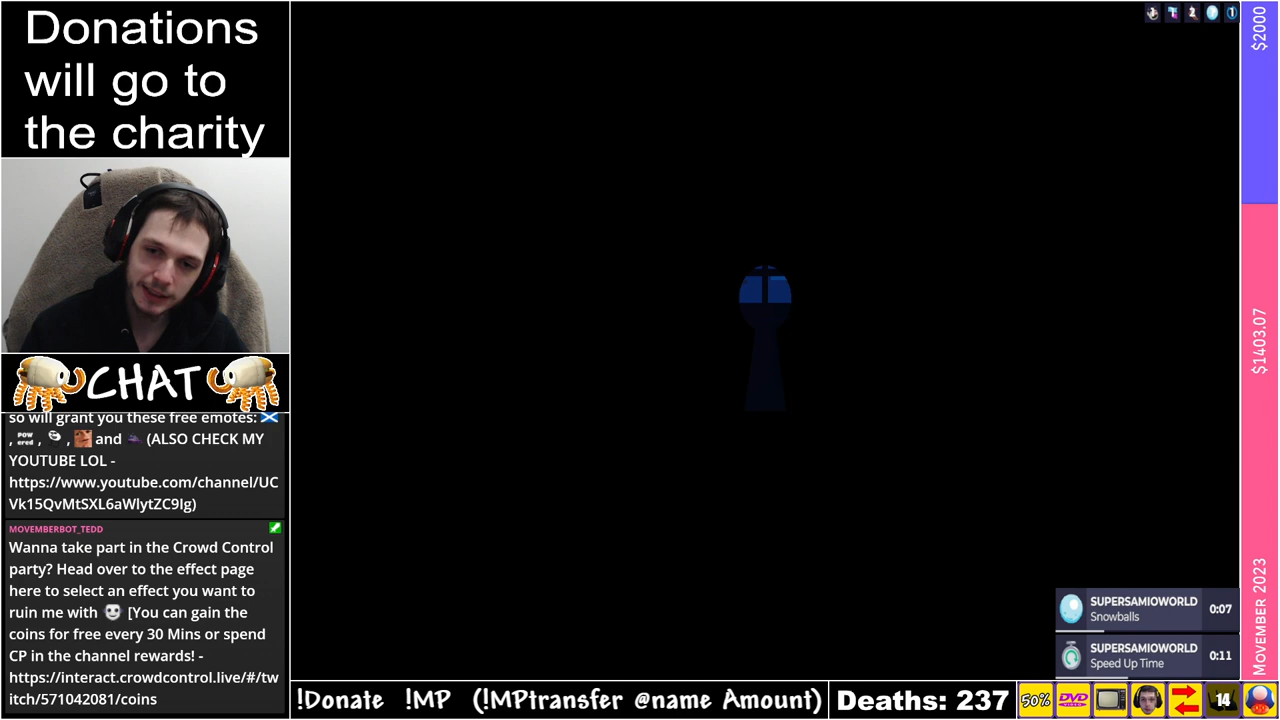 Donations
will go to
the charity
CHAT
so will grant you these free emotes:
, POW ered, , and (ALSO CHECK MY
YOUTUBE LOL -
https://www.youtube.com/channel/UC
Vk15QvMtSXL6aWlytZC9Ig)
MOVEMBERBOT_TEDD
Wanna take part in the Crowd Control
party? Head over to the effect page
here to select an effect you want to
ruin me with [You can gain the
coins for free every 30 Mins or spend
CP in the channel rewards! -
https://interact.crowdcontrol.live/#/tw
itch/571042081/coins
$2000
$1403.07
MOVEMBER 2023
SUPERSAMIOWORLD
Snowballs
0:07
SUPERSAMIOWORLD
Speed Up Time
0:11
!Donate !MP (!MPtransfer @name Amount)
Deaths: 237
50%
DVD
VIDEO
14